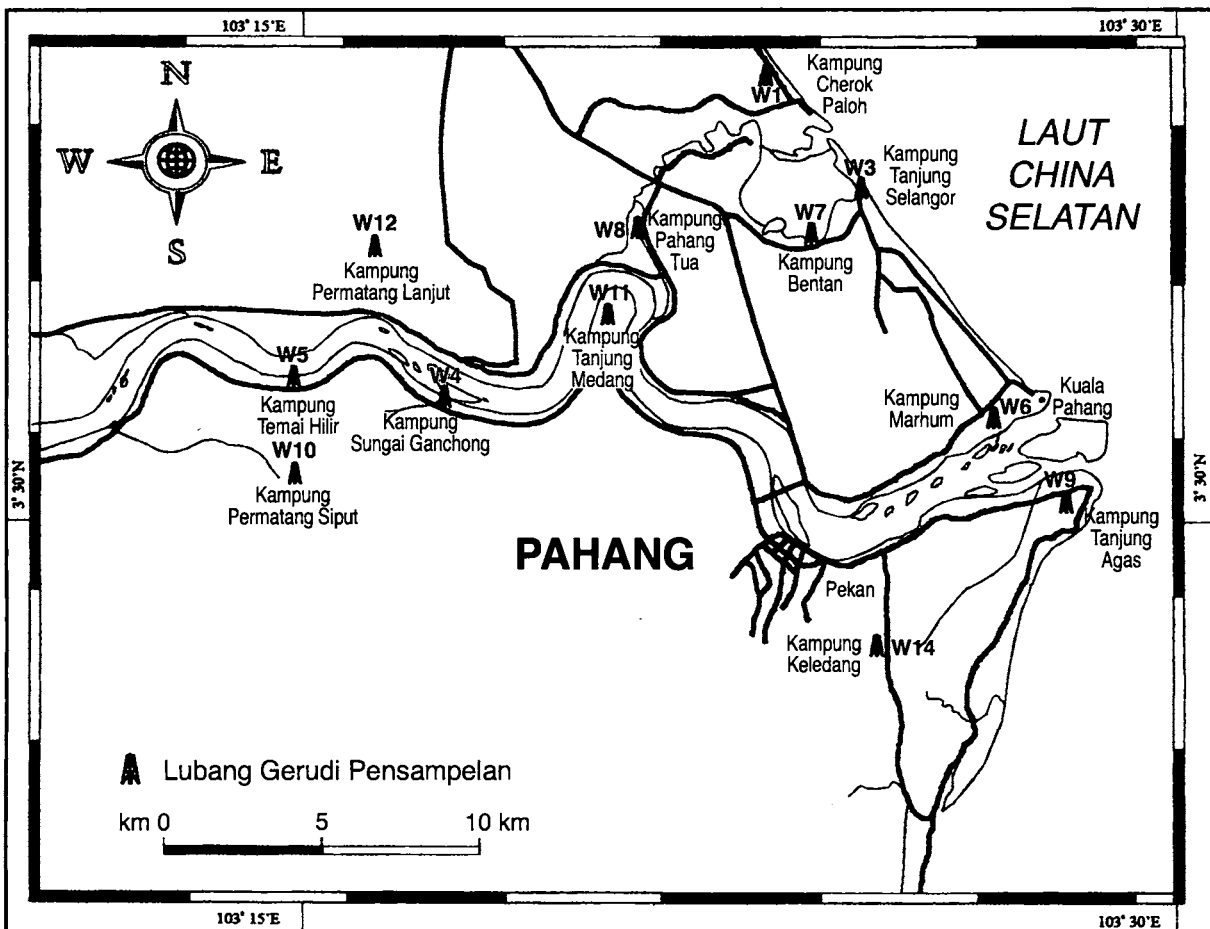 103° 15'E
103° 30'E
N
W
E
S
W1
Kampung
Cherok
Paloh
LAUT
CHINA
SELATAN
W3
Kampung
Tanjung
Selangor
W7
Kampung
Bentan
W8
Kampung
Pahang
Tua
W12
Kampung
Permatang Lanjut
W11
Kampung
Tanjung
Medang
W5
Kampung
Temai Hilir
W4
Kampung
Sungai Ganchong
W10
Kampung
Permatang Siput
Kampung
Marhum
W6
Kuala
Pahang
W9
Kampung
Tanjung
Agas
3° 30'N
3° 30'N
PAHANG
Pekan
Kampung
Keledang
W14
Lubang Gerudi Pensampelan
km 0 5 10 km
103° 15'E
103° 30'E